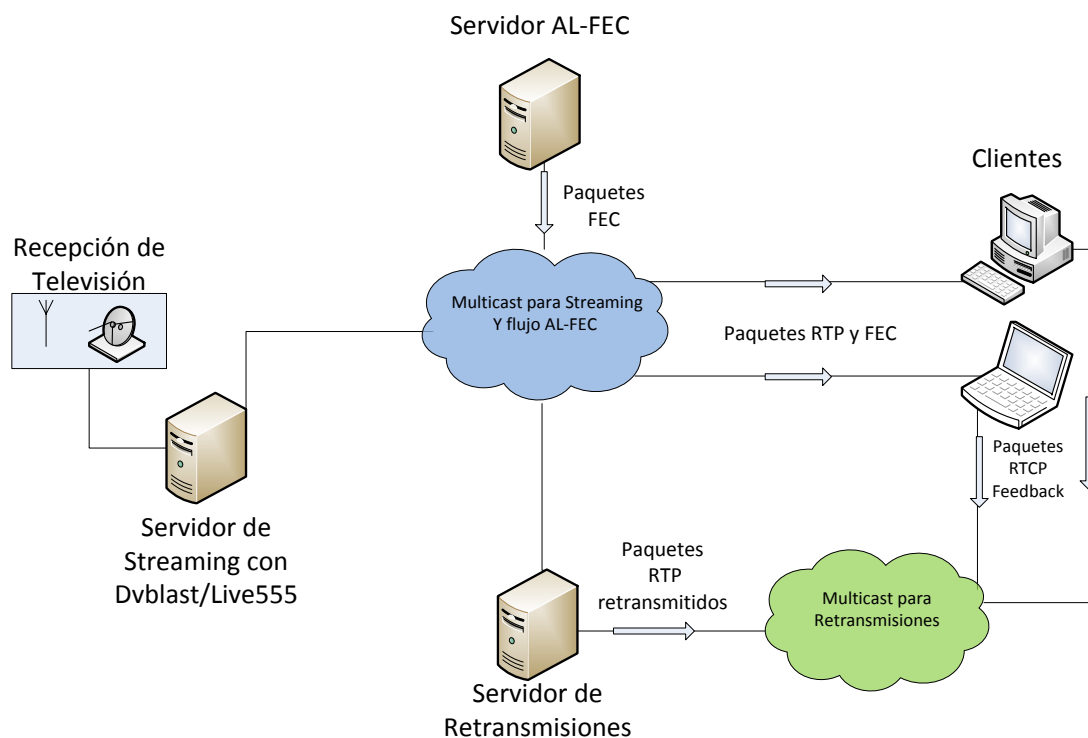 Servidor AL-FEC
Paquetes
FEC
Clientes
Recepción de
Televisión
Multicast para Streaming
Y flujo AL-FEC
Paquetes RTP y FEC
Servidor de
Streaming con
Dvblast/Live555
Paquetes
RTCP
Feedback
Paquetes
RTP
retransmitidos
Multicast para
Retransmisiones
Servidor de
Retransmisiones